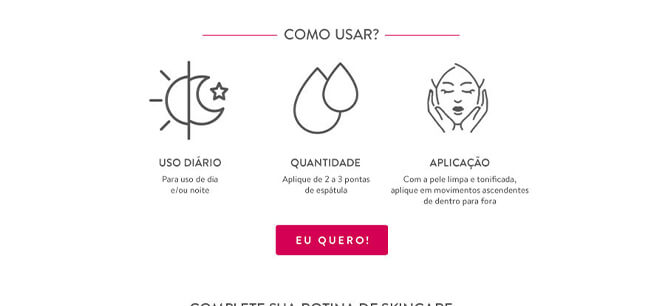 COMO USAR?
USO DIÁRIO
Para uso de dia
e/ou noite
QUANTIDADE
Aplique de 2 a 3 pontas
de espátula
APLICAÇÃO
Com a pele limpa e tonificada,
aplique em movimentos ascendentes
de dentro para fora
EU QUERO!
COMPLETE SUA ROTINA DE SKINCARE